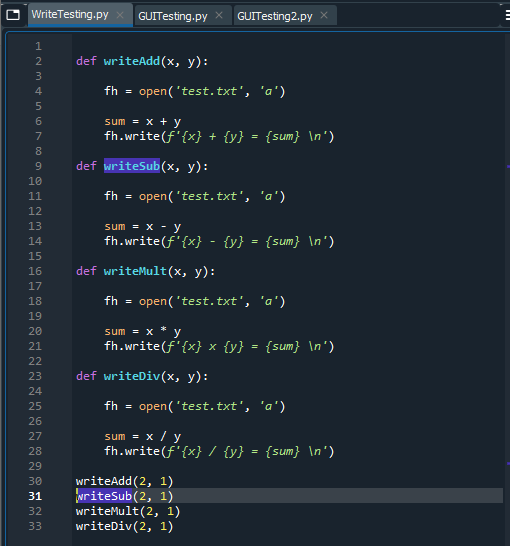 WriteTesting.py × GUITesting.py × GUITesting2.py ×
1
2 def writeAdd(x, y):
3
4     fh = open('test.txt', 'a')
5
6     sum = x + y
7     fh.write(f'{x} + {y} = {sum} \n')
8
9 def writeSub(x, y):
10
11     fh = open('test.txt', 'a')
12
13     sum = x - y
14     fh.write(f'{x} - {y} = {sum} \n')
15
16 def writeMult(x, y):
17
18     fh = open('test.txt', 'a')
19
20     sum = x * y
21     fh.write(f'{x} x {y} = {sum} \n')
22
23 def writeDiv(x, y):
24
25     fh = open('test.txt', 'a')
26
27     sum = x / y
28     fh.write(f'{x} / {y} = {sum} \n')
29
30 writeAdd(2, 1)
31 writeSub(2, 1)
32 writeMult(2, 1)
33 writeDiv(2, 1)